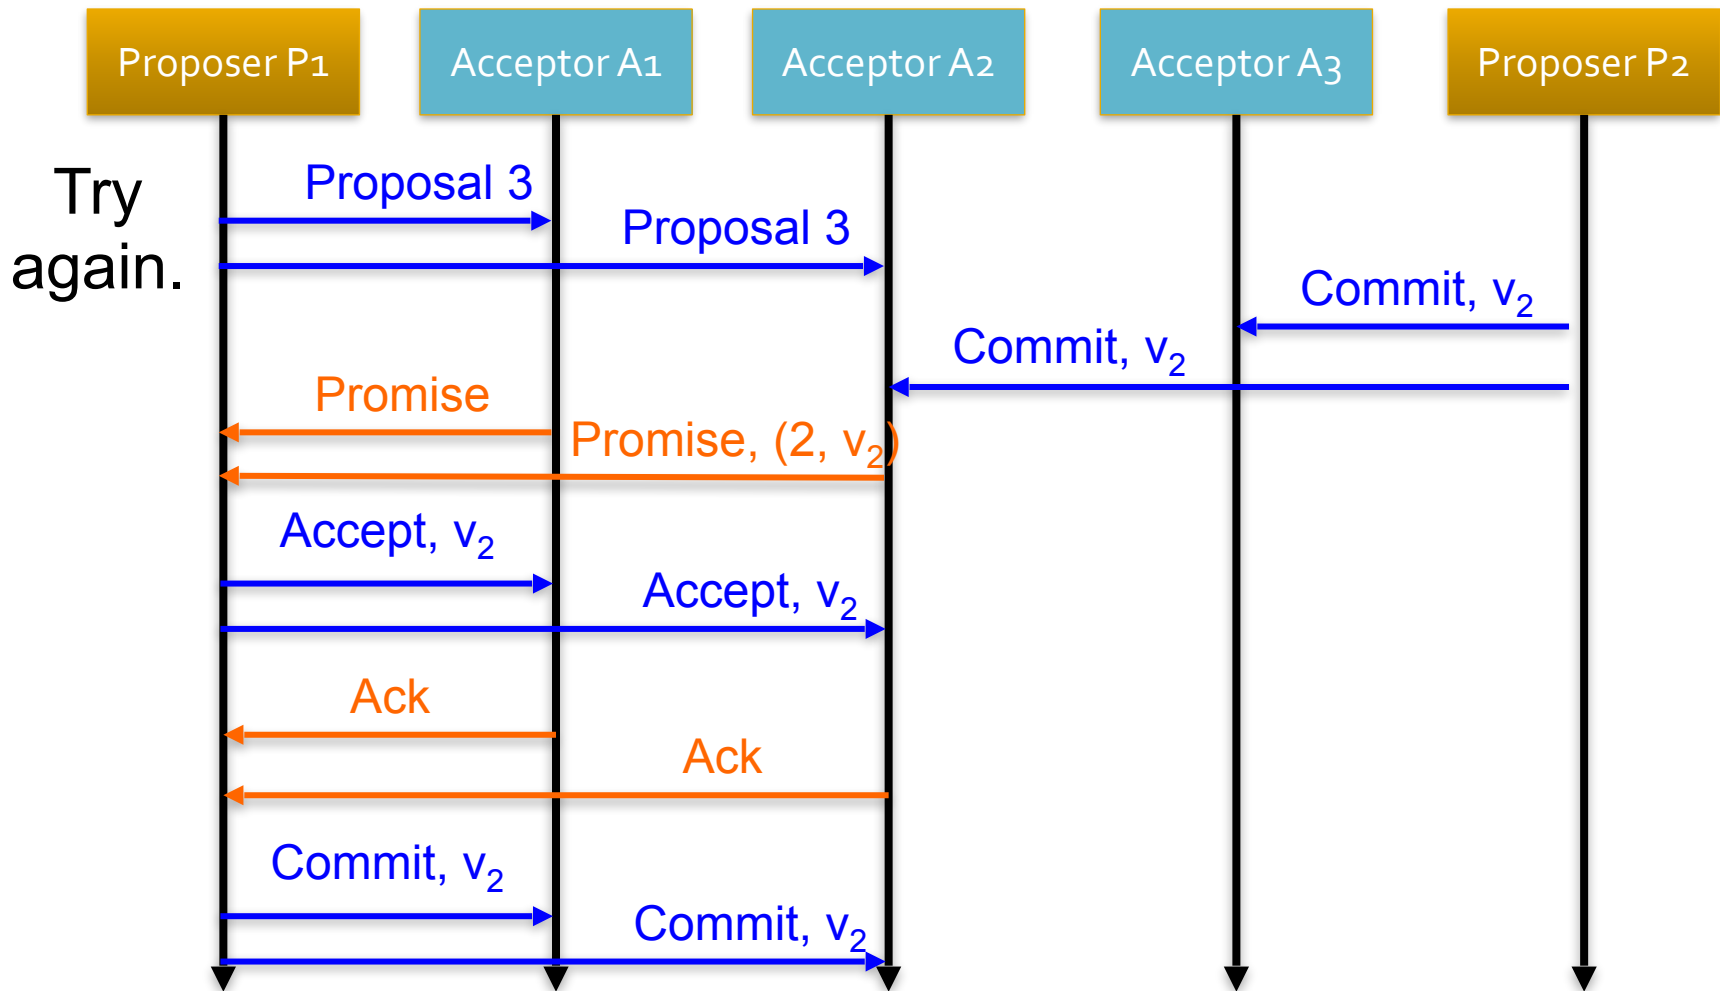 Proposer P1
Acceptor A1
Acceptor A2
Acceptor A3
Proposer P2
Try
again.
Proposal 3
Proposal 3
Commit, v₂
Commit, v₂
Promise
Promise, (2, v₂)
Accept, v₂
Accept, v₂
Ack
Ack
Commit, v₂
Commit, v₂